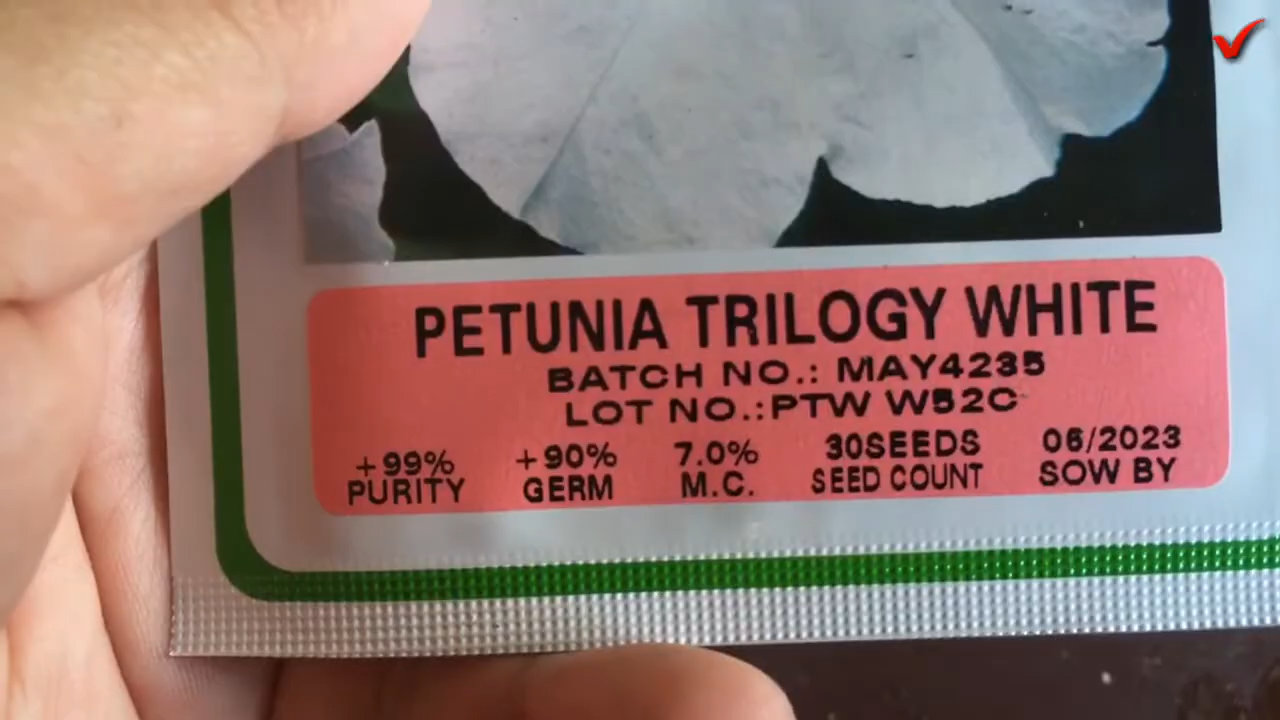 PETUNIA TRILOGY WHITE
BATCH NO.: MAY4235
LOT NO.:PTW W52C
+99% +90% 7.0% 30SEEDS 06/2023
PURITY GERM M.C. SEED COUNT SOW BY